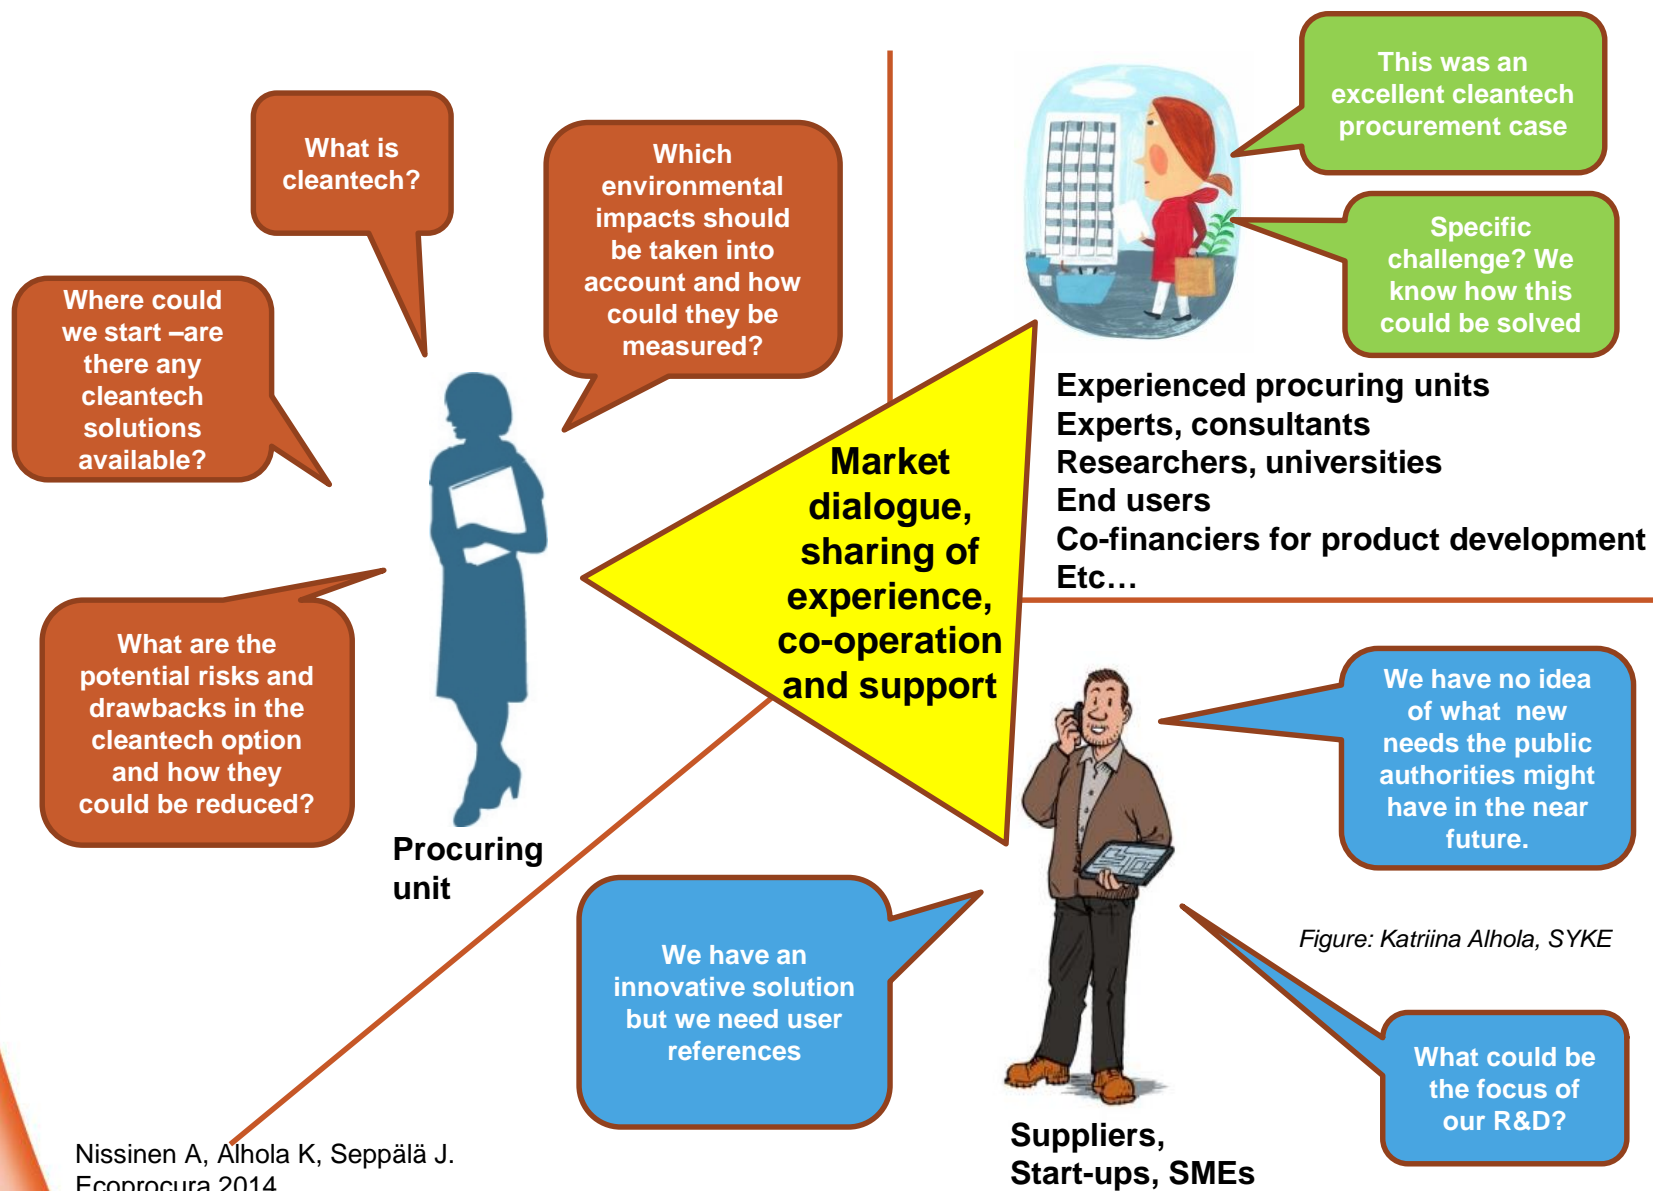 What is
cleantech?
Which
environmental
impacts should
be taken into
account and how
could they be
measured?
Where could
we start –are
there any
cleantech
solutions
available?
What are the
potential risks and
drawbacks in the
cleantech option
and how they
could be reduced?
Procuring
unit
Market
dialogue,
sharing of
experience,
co-operation
and support
This was an
excellent cleantech
procurement case
Specific
challenge? We
know how this
could be solved
Experienced procuring units
Experts, consultants
Researchers, universities
End users
Co-financiers for product development
Etc…
We have no idea
of what new
needs the public
authorities might
have in the near
future.
We have an
innovative solution
but we need user
references
What could be
the focus of
our R&D?
Suppliers,
Start-ups, SMEs
Figure: Katriina Alhola, SYKE
Nissinen A, Alhola K, Seppälä J.
Ecoprocura 2014